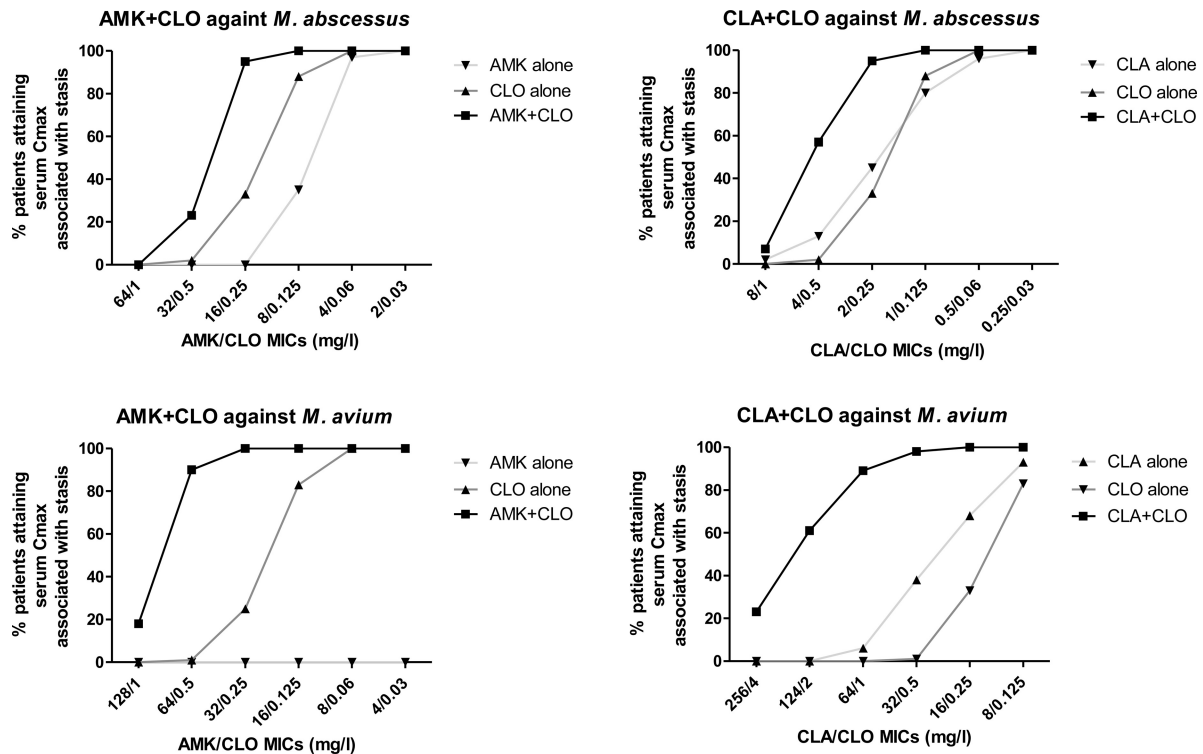 AMK+CLO againt M. abscessus
% patients attaining
serum Cmax
associated with stasis
100
80
60
40
20
0
64/1
32/0.5
16/0.25
8/0.125
4/0.06
2/0.03
AMK/CLO MICs (mg/l)
AMK alone
CLO alone
AMK+CLO
CLA+CLO against M. abscessus
% patients attaining
serum Cmax
associated with stasis
100
80
60
40
20
0
8/1
4/0.5
2/0.25
1/0.125
0.5/0.06
0.25/0.03
CLA/CLO MICs (mg/l)
CLA alone
CLO alone
CLA+CLO
AMK+CLO against M. avium
% patients attaining
serum Cmax
associated with stasis
100
80
60
40
20
0
128/1
64/0.5
32/0.25
16/0.125
8/0.06
4/0.03
AMK/CLO MICs (mg/l)
AMK alone
CLO alone
AMK+CLO
CLA+CLO against M. avium
% patients attaining
serum Cmax
associated with stasis
100
80
60
40
20
0
256/4
124/2
64/1
32/0.5
16/0.25
8/0.125
CLA/CLO MICs (mg/l)
CLA alone
CLO alone
CLA+CLO